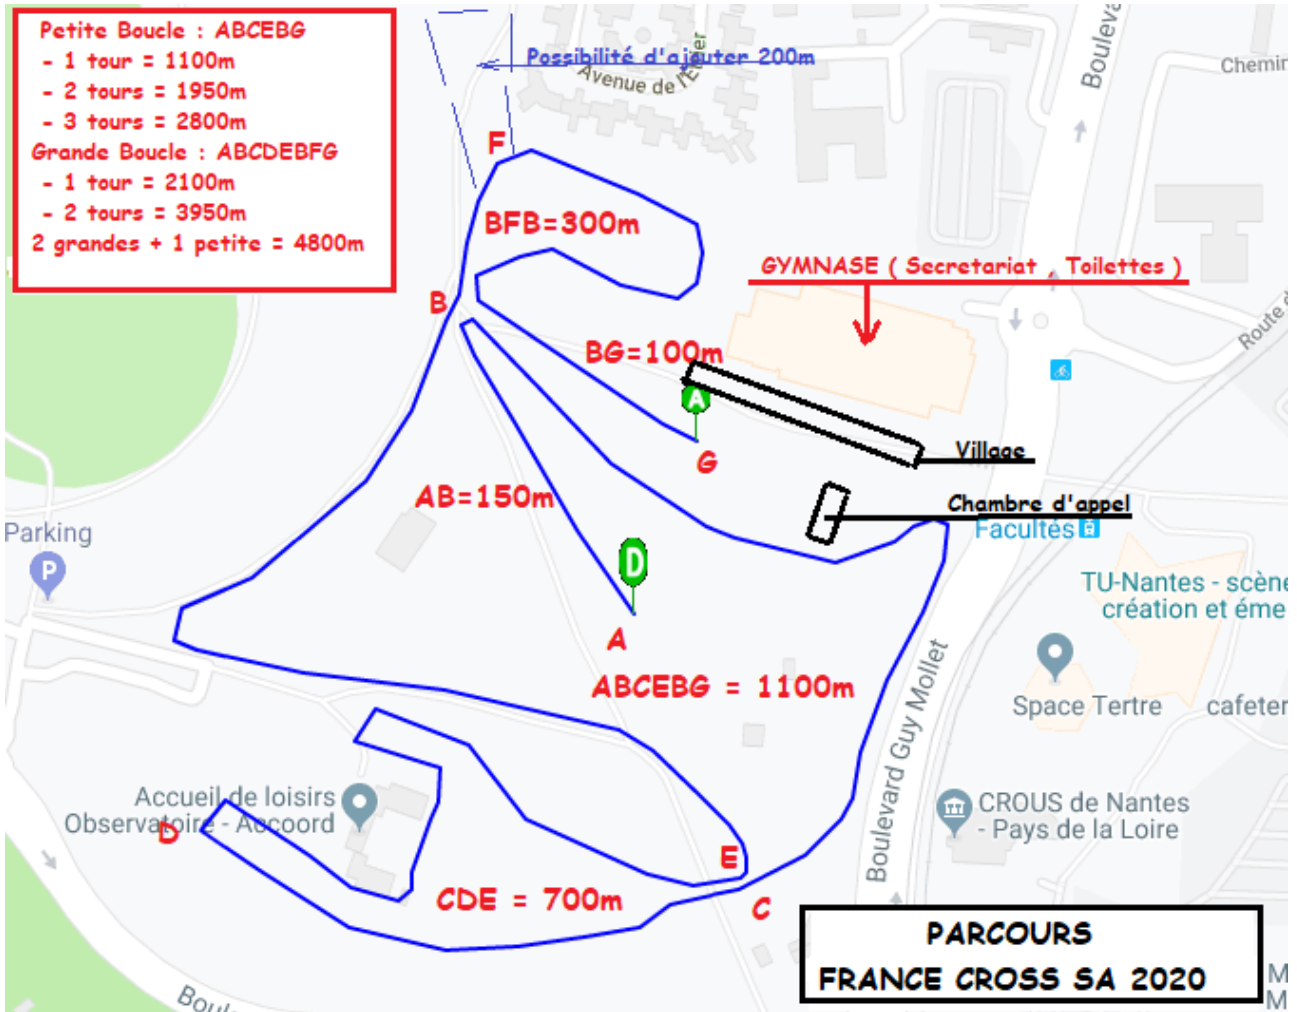 Petite Boucle : ABCEBG
- 1 tour = 1100m
- 2 tours = 1950m
- 3 tours = 2800m
Grande Boucle : ABCDEBFG
- 1 tour = 2100m
- 2 tours = 3950m
2 grandes + 1 petite = 4800m
Possibilité d'ajouter 200m
Avenue de l'Éther
Boulev
Chemin
F
BFB=300m
GYMNASE ( Secretariat , Toilettes )
B
Route d
BG=100m
A
G
Village
AB=150m
Chambre d'appel
Facultés
Parking
P
D
TU-Nantes - scène
création et éme
A
ABCEBG = 1100m
Space Tertre
cafeter
Boulevard Guy Mollet
Accueil de loisirs
Observatoire - Accoord
D
CROUS de Nantes
- Pays de la Loire
E
CDE = 700m
C
PARCOURS
FRANCE CROSS SA 2020
Boul
M
M